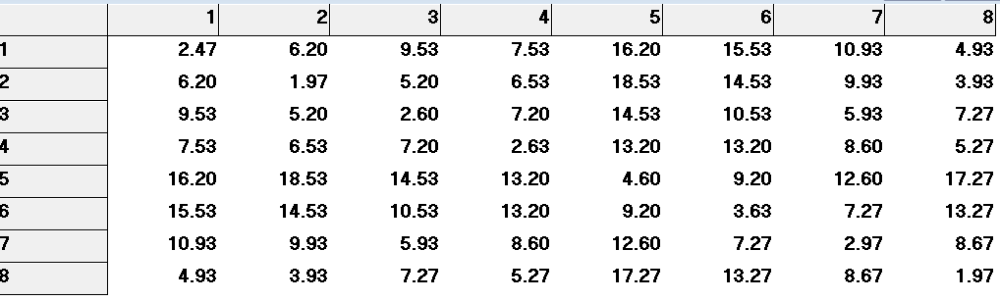 1 2 3 4 5 6 7 8
1 2.47 6.20 9.53 7.53 16.20 15.53 10.93 4.93
2 6.20 1.97 5.20 6.53 18.53 14.53 9.93 3.93
3 9.53 5.20 2.60 7.20 14.53 10.53 5.93 7.27
4 7.53 6.53 7.20 2.63 13.20 13.20 8.60 5.27
5 16.20 18.53 14.53 13.20 4.60 9.20 12.60 17.27
6 15.53 14.53 10.53 13.20 9.20 3.63 7.27 13.27
7 10.93 9.93 5.93 8.60 12.60 7.27 2.97 8.67
8 4.93 3.93 7.27 5.27 17.27 13.27 8.67 1.97